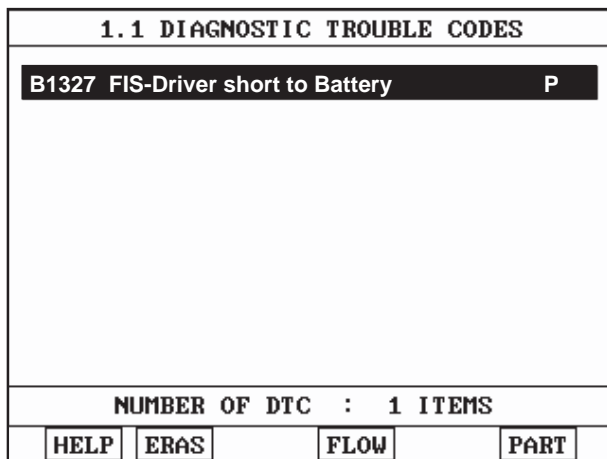 1.1 DIAGNOSTIC TROUBLE CODES
B1327 FIS-Driver short to Battery P
NUMBER OF DTC : 1 ITEMS
HELP ERAS FLOW PART